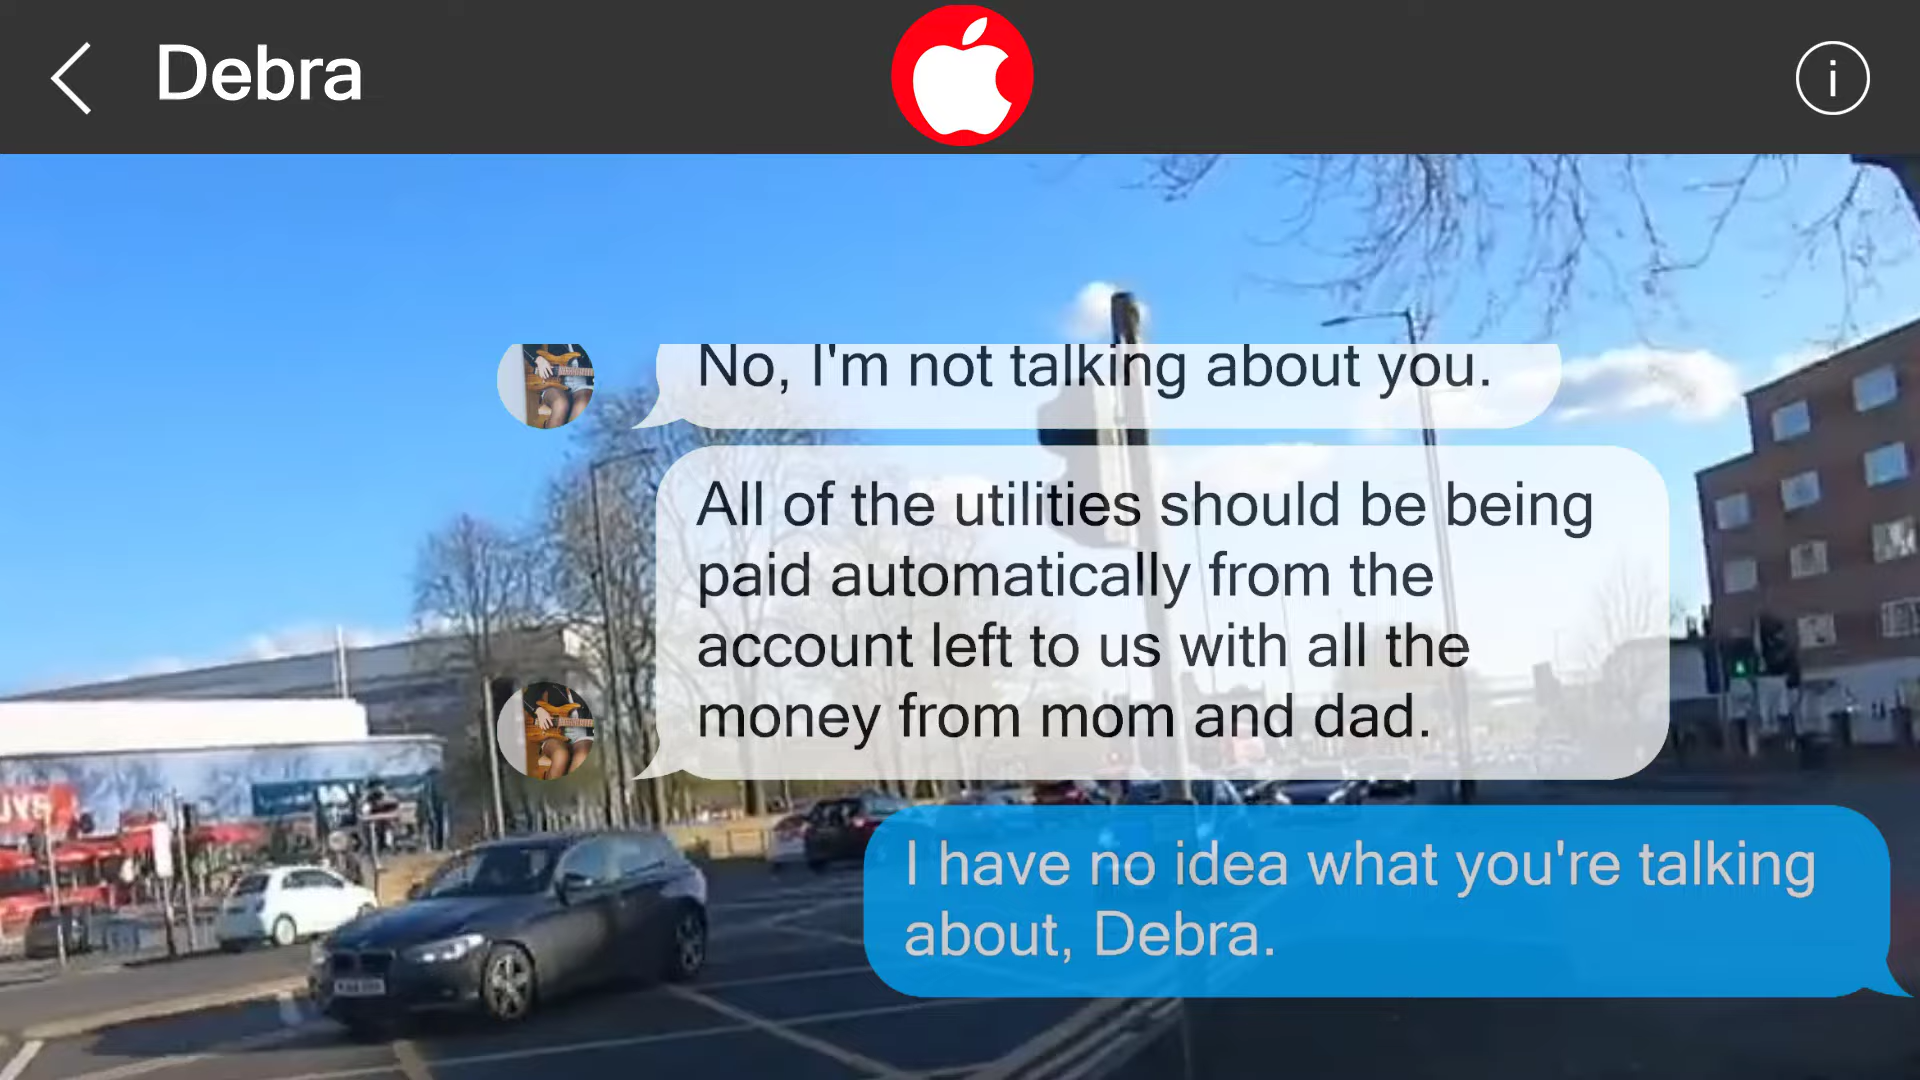 Debra
No, I'm not talking about you.
All of the utilities should be being
paid automatically from the
account left to us with all the
money from mom and dad.
I have no idea what you're talking
about, Debra.